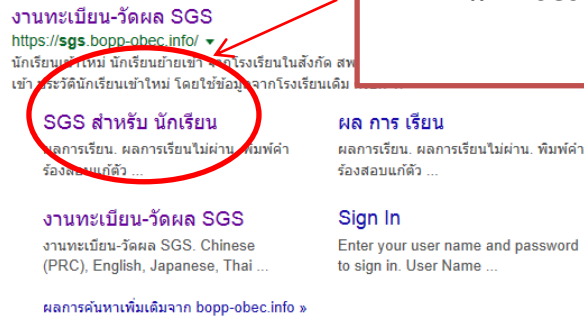 งานทะเบียน-วัดผล SGS
https://sgs.bopp-obec.info/
นักเรียนเข้าใหม่ นักเรียนย้ายเข้า จากโรงเรียนในสังกัด สพ
เข้า ประวัตินักเรียนเข้าใหม่ โดยใช้ข้อมูลจากโรงเรียนเดิม
SGS สำหรับ นักเรียน
ผลการเรียน. ผลการเรียนไม่ผ่าน. พิมพ์คำ
ร้องสอบแก้ตัว ...
ผล การ เรียน
ผลการเรียน. ผลการเรียนไม่ผ่าน. พิมพ์คำ
ร้องสอบแก้ตัว ...
งานทะเบียน-วัดผล SGS
งานทะเบียน-วัดผล SGS. Chinese
(PRC), English, Japanese, Thai ...
Sign In
Enter your user name and password
to sign in. User Name ...
ผลการค้นหาเพิ่มเติมจาก bopp-obec.info »